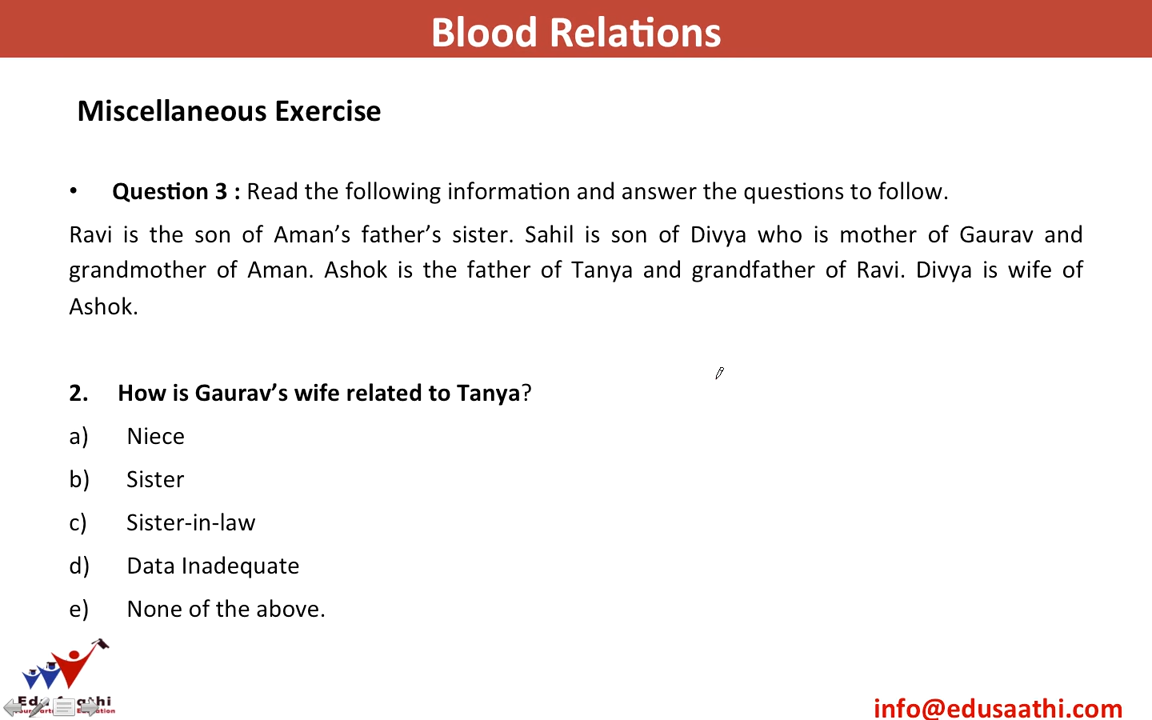 Blood Relations
Miscellaneous Exercise
• Question 3 : Read the following information and answer the questions to follow.
Ravi is the son of Aman’s father’s sister. Sahil is son of Divya who is mother of Gaurav and
grandmother of Aman. Ashok is the father of Tanya and grandfather of Ravi. Divya is wife of
Ashok.
2. How is Gaurav’s wife related to Tanya?
a) Niece
b) Sister
c) Sister-in-law
d) Data Inadequate
e) None of the above.
info@edusaathi.com